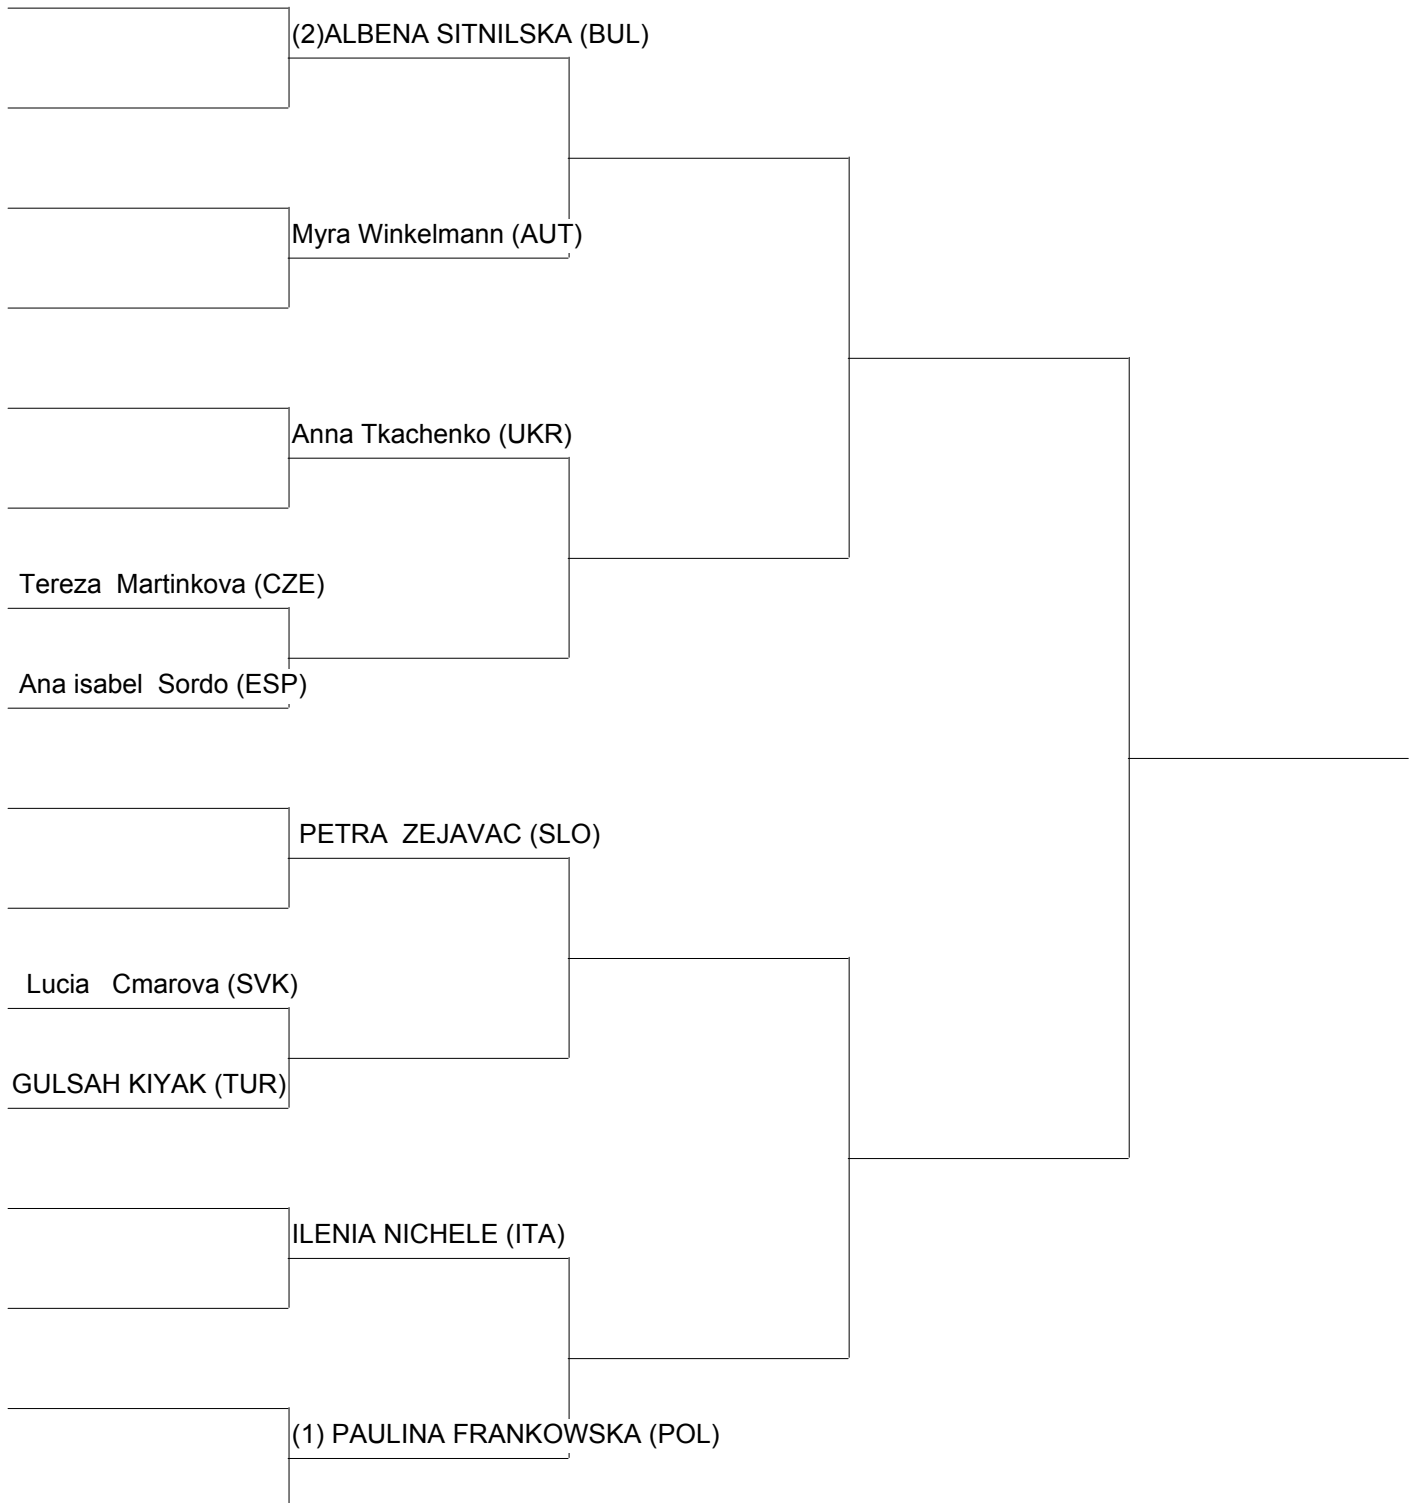 (2)ALBENA SITNILSKA (BUL)
Myra Winkelmann (AUT)
Anna Tkachenko (UKR)
Tereza  Martinkova (CZE)
Ana isabel  Sordo (ESP)
PETRA  ZEJAVAC (SLO)
Lucia   Cmarova (SVK)
GULSAH KIYAK (TUR)
ILENIA NICHELE (ITA)
(1) PAULINA FRANKOWSKA (POL)